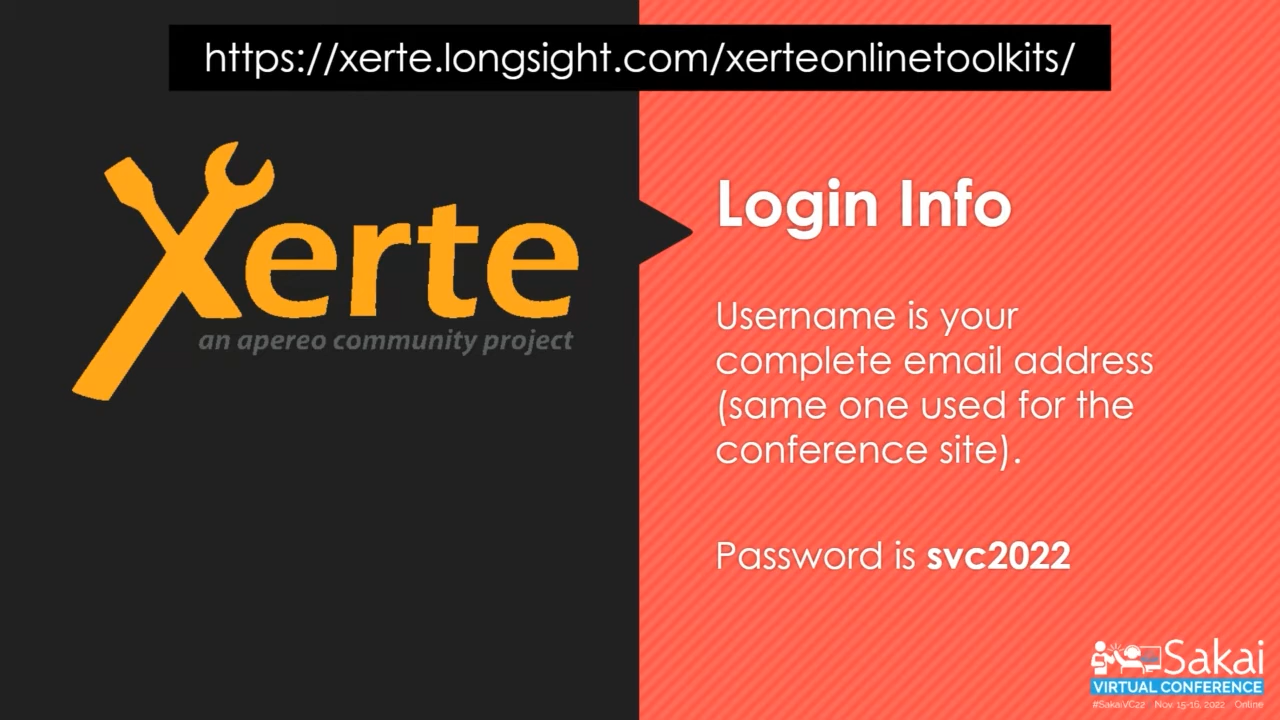 https://xerte.longsight.com/xerteonlinetoolkits/
Xerte
an apereo community project
Login Info
Username is your
complete email address
(same one used for the
conference site).
Password is svc2022
Sakai
VIRTUAL CONFERENCE
#SakaiVC22 Nov. 15-16, 2022 Online